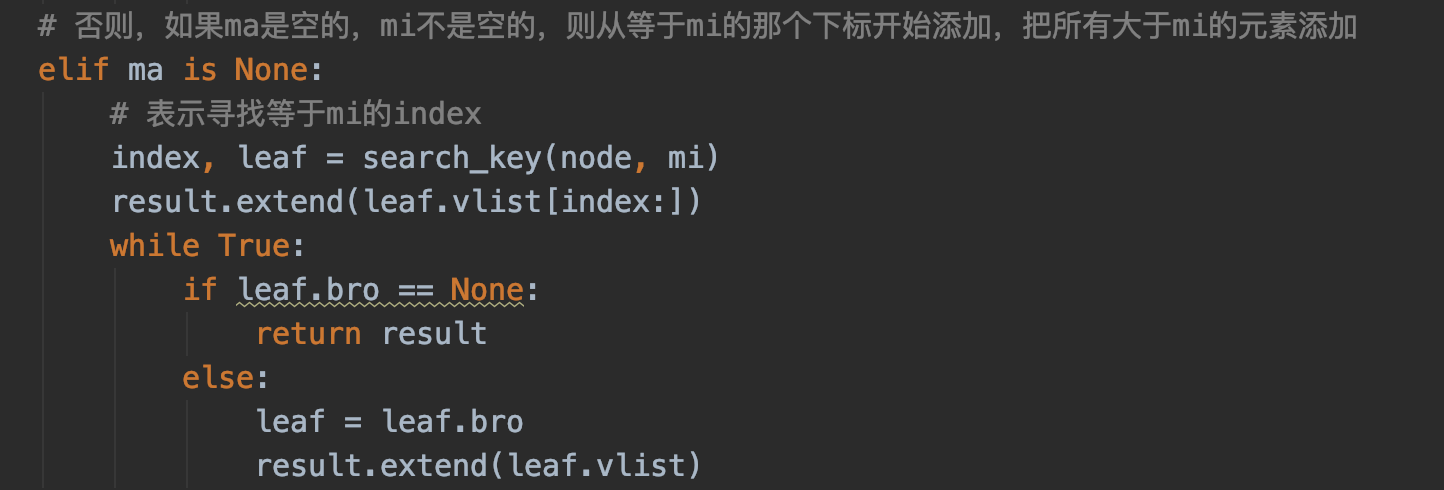 # 否则，如果ma是空的，mi不是空的，则从等于mi的那个下标开始添加，把所有大于mi的元素添加
elif ma is None:
    # 表示寻找等于mi的index
    index, leaf = search_key(node, mi)
    result.extend(leaf.vlist[index:])
    while True:
        if leaf.bro == None:
            return result
        else:
            leaf = leaf.bro
            result.extend(leaf.vlist)